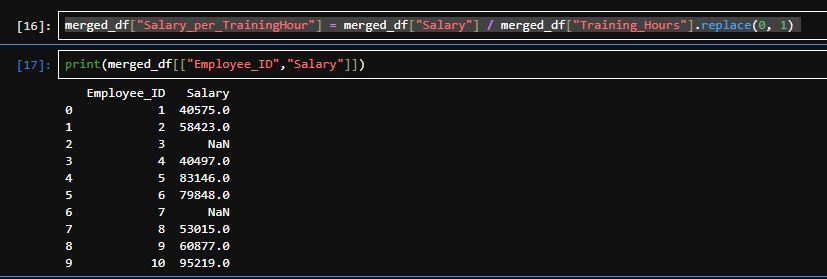 [16]: merged_df["Salary_per_TrainingHour"] = merged_df["Salary"] / merged_df["Training_Hours"].replace(0, 1)
[17]: print(merged_df[["Employee_ID","Salary"]])
Employee_ID Salary
0 1 40575.0
1 2 58423.0
2 3 NaN
3 4 40497.0
4 5 83146.0
5 6 79848.0
6 7 NaN
7 8 53015.0
8 9 60877.0
9 10 95219.0